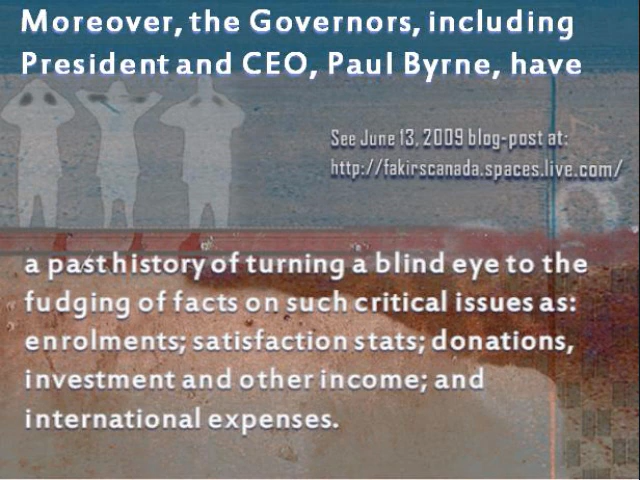 Moreover, the Governors, including
President and CEO, Paul Byrne, have
See June 13, 2009 blog-post at:
http://fakirscanada.spaces.live.com/
a past history of turning a blind eye to the
fudging of facts on such critical issues as:
enrolments; satisfaction stats; donations,
investment and other income; and
international expenses.